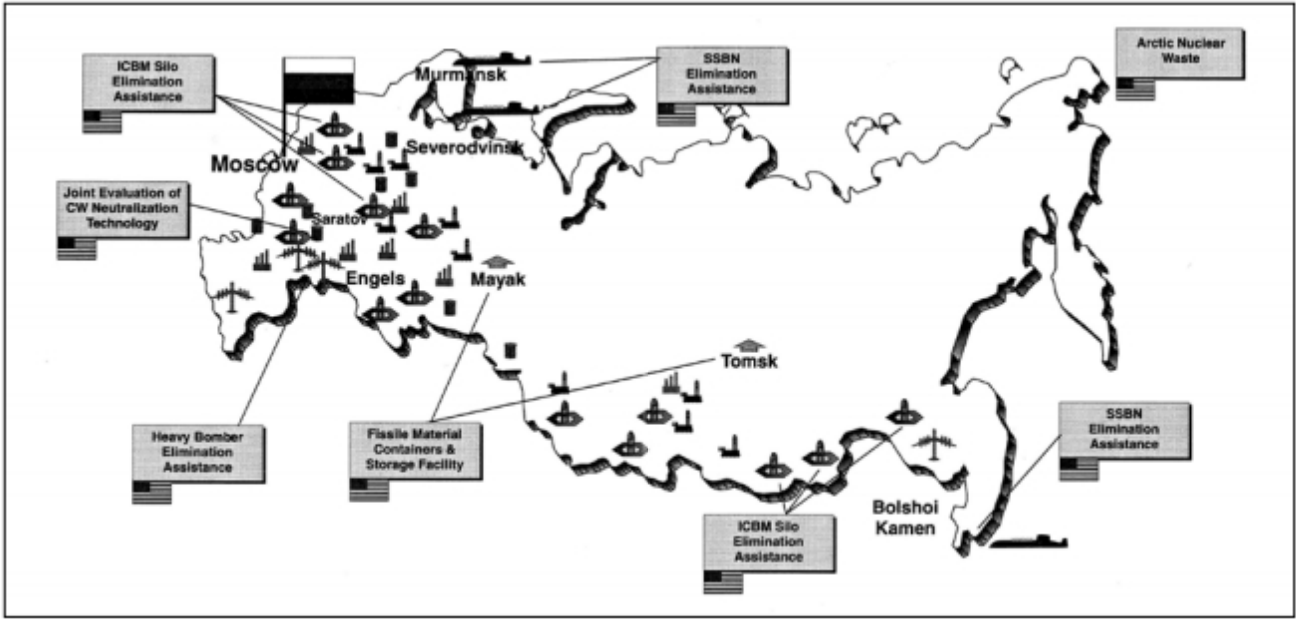 ICBM Silo
Elimination
Assistance
Murmansk
SSBN
Elimination
Assistance
Arctic Nuclear
Waste
Moscow
Severodvinsk
Joint Evaluation of
CW Neutralization
Technology
Saratov
Engels
Mayak
Tomsk
Heavy Bomber
Elimination
Assistance
Fissile Material
Containers &
Storage Facility
SSBN
Elimination
Assistance
Bolshoi
Kamen
ICBM Silo
Elimination
Assistance